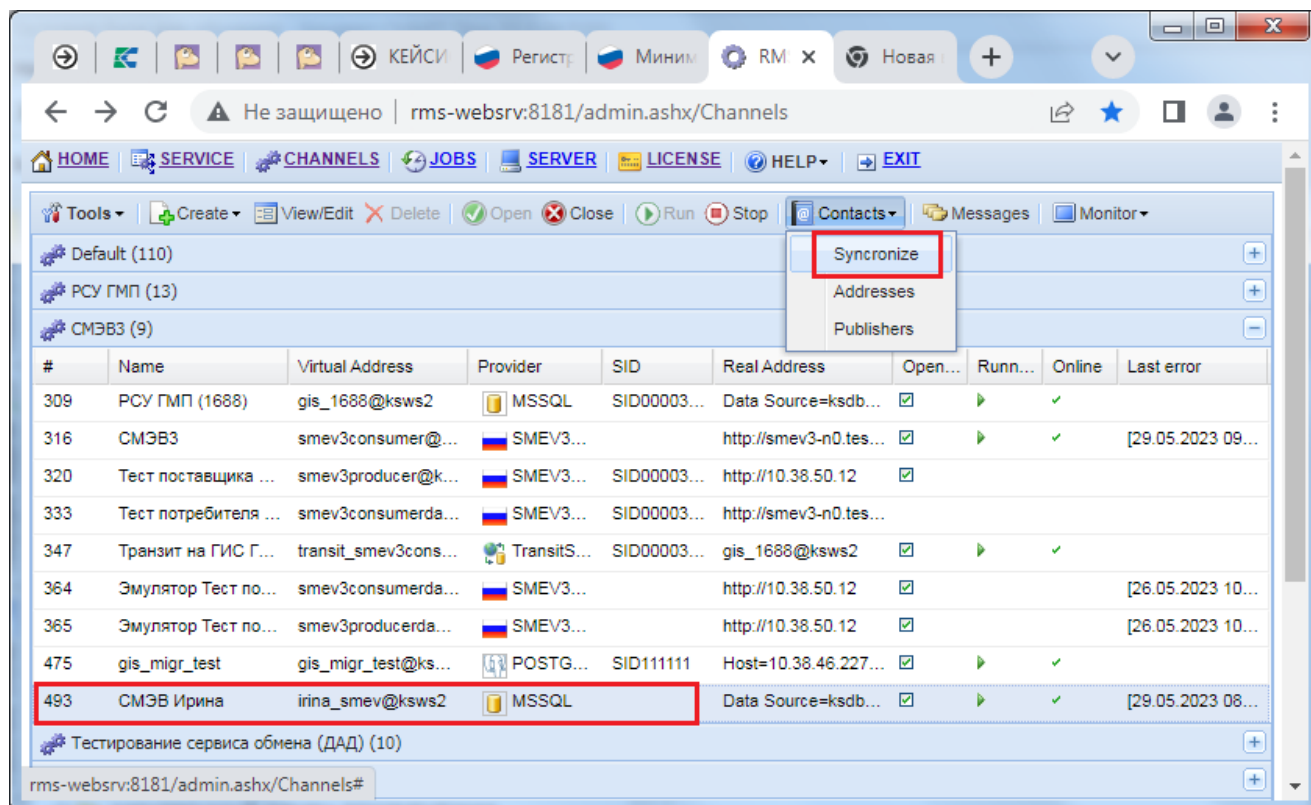 КЕЙСИ Регистр Миним RM Новая
Не защищено rms-websrv:8181/admin.ashx/Channels
HOME SERVICE CHANNELS JOBS SERVER LICENSE HELP EXIT
Tools Create View/Edit Delete Open Close Run Stop Contacts Messages Monitor
Default (110) Syncronize
РСУ ГМП (13) Addresses
СМЭВ3 (9) Publishers
# Name Virtual Address Provider SID Real Address Open... Runn... Online Last error
309 РСУ ГМП (1688) gis_1688@ksws2 MSSQL SID00003... Data Source=ksdb...
316 СМЭВ3 smev3consumer@... SMEV3... http://smev3-n0.tes... [29.05.2023 09...
320 Тест поставщика ... smev3producer@k... SMEV3... SID00003... http://10.38.50.12
333 Тест потребителя ... smev3consumerda... SMEV3... SID00003... http://smev3-n0.tes...
347 Транзит на ГИС Г... transit_smev3cons... TransitS... SID00003... gis_1688@ksws2
364 Эмулятор Тест по... smev3consumerda... SMEV3... http://10.38.50.12 [26.05.2023 10...
365 Эмулятор Тест по... smev3producerda... SMEV3... http://10.38.50.12 [26.05.2023 10...
475 gis_migr_test gis_migr_test@ks... POSTG... SID111111 Host=10.38.46.227...
493 СМЭВ Ирина irina_smev@ksws2 MSSQL Data Source=ksdb... [29.05.2023 08...
Тестирование сервиса обмена (ДАД) (10)
rms-websrv:8181/admin.ashx/Channels#